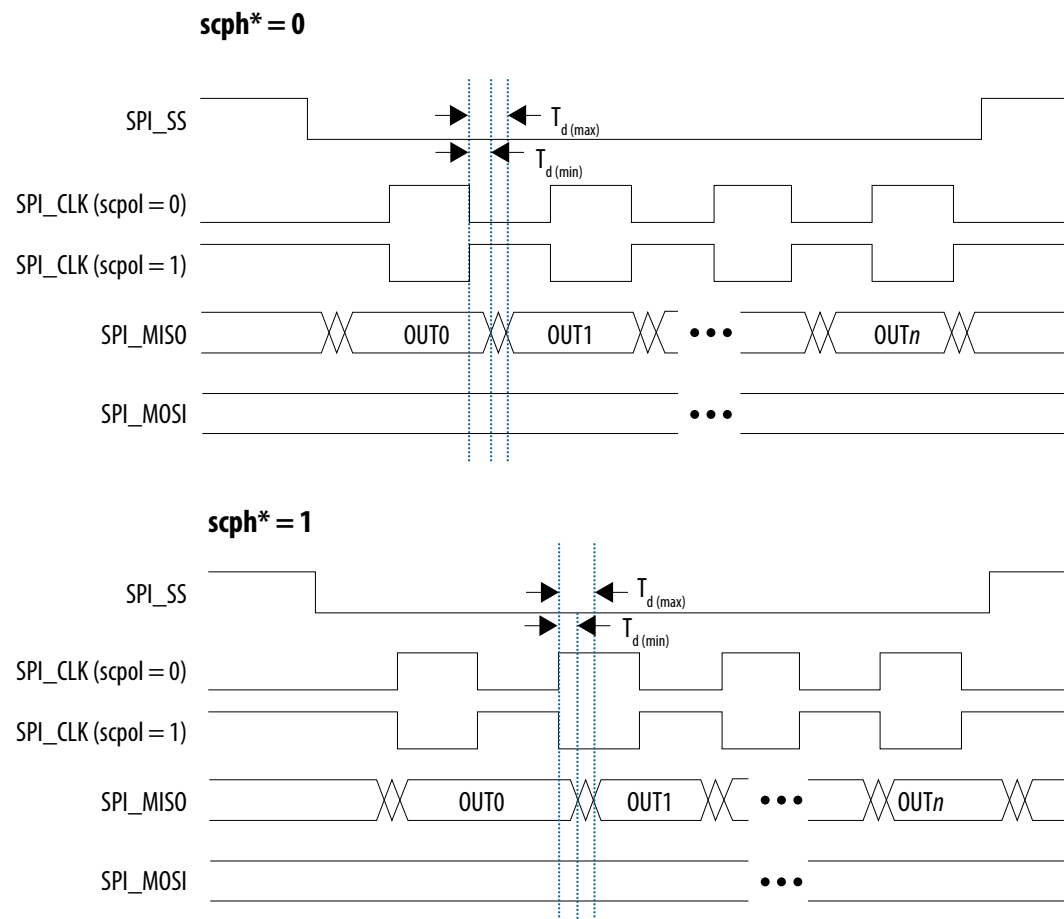 scph* = 0
SPI_SS
T d (max)
T d (min)
SPI_CLK (scpol = 0)
SPI_CLK (scpol = 1)
SPI_MISO OUT0 OUT1 ••• OUTn
SPI_MOSI •••
scph* = 1
SPI_SS
T d (max)
T d (min)
SPI_CLK (scpol = 0)
SPI_CLK (scpol = 1)
SPI_MISO OUT0 OUT1 ••• OUTn
SPI_MOSI •••